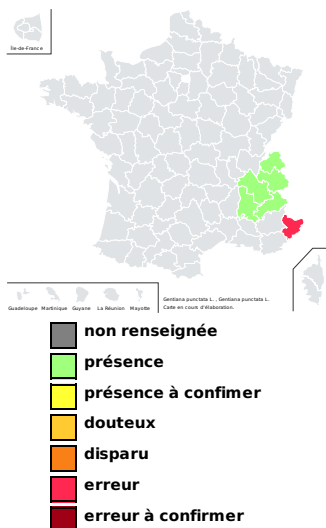 Île-de-France
Guadeloupe Martinique Guyane La Réunion Mayotte
Gentiana punctata L. , Gentiana punctata L.
Carte en cours d'élaboration.
non renseignée
présence
présence à confimer
douteux
disparu
erreur
erreur à confirmer